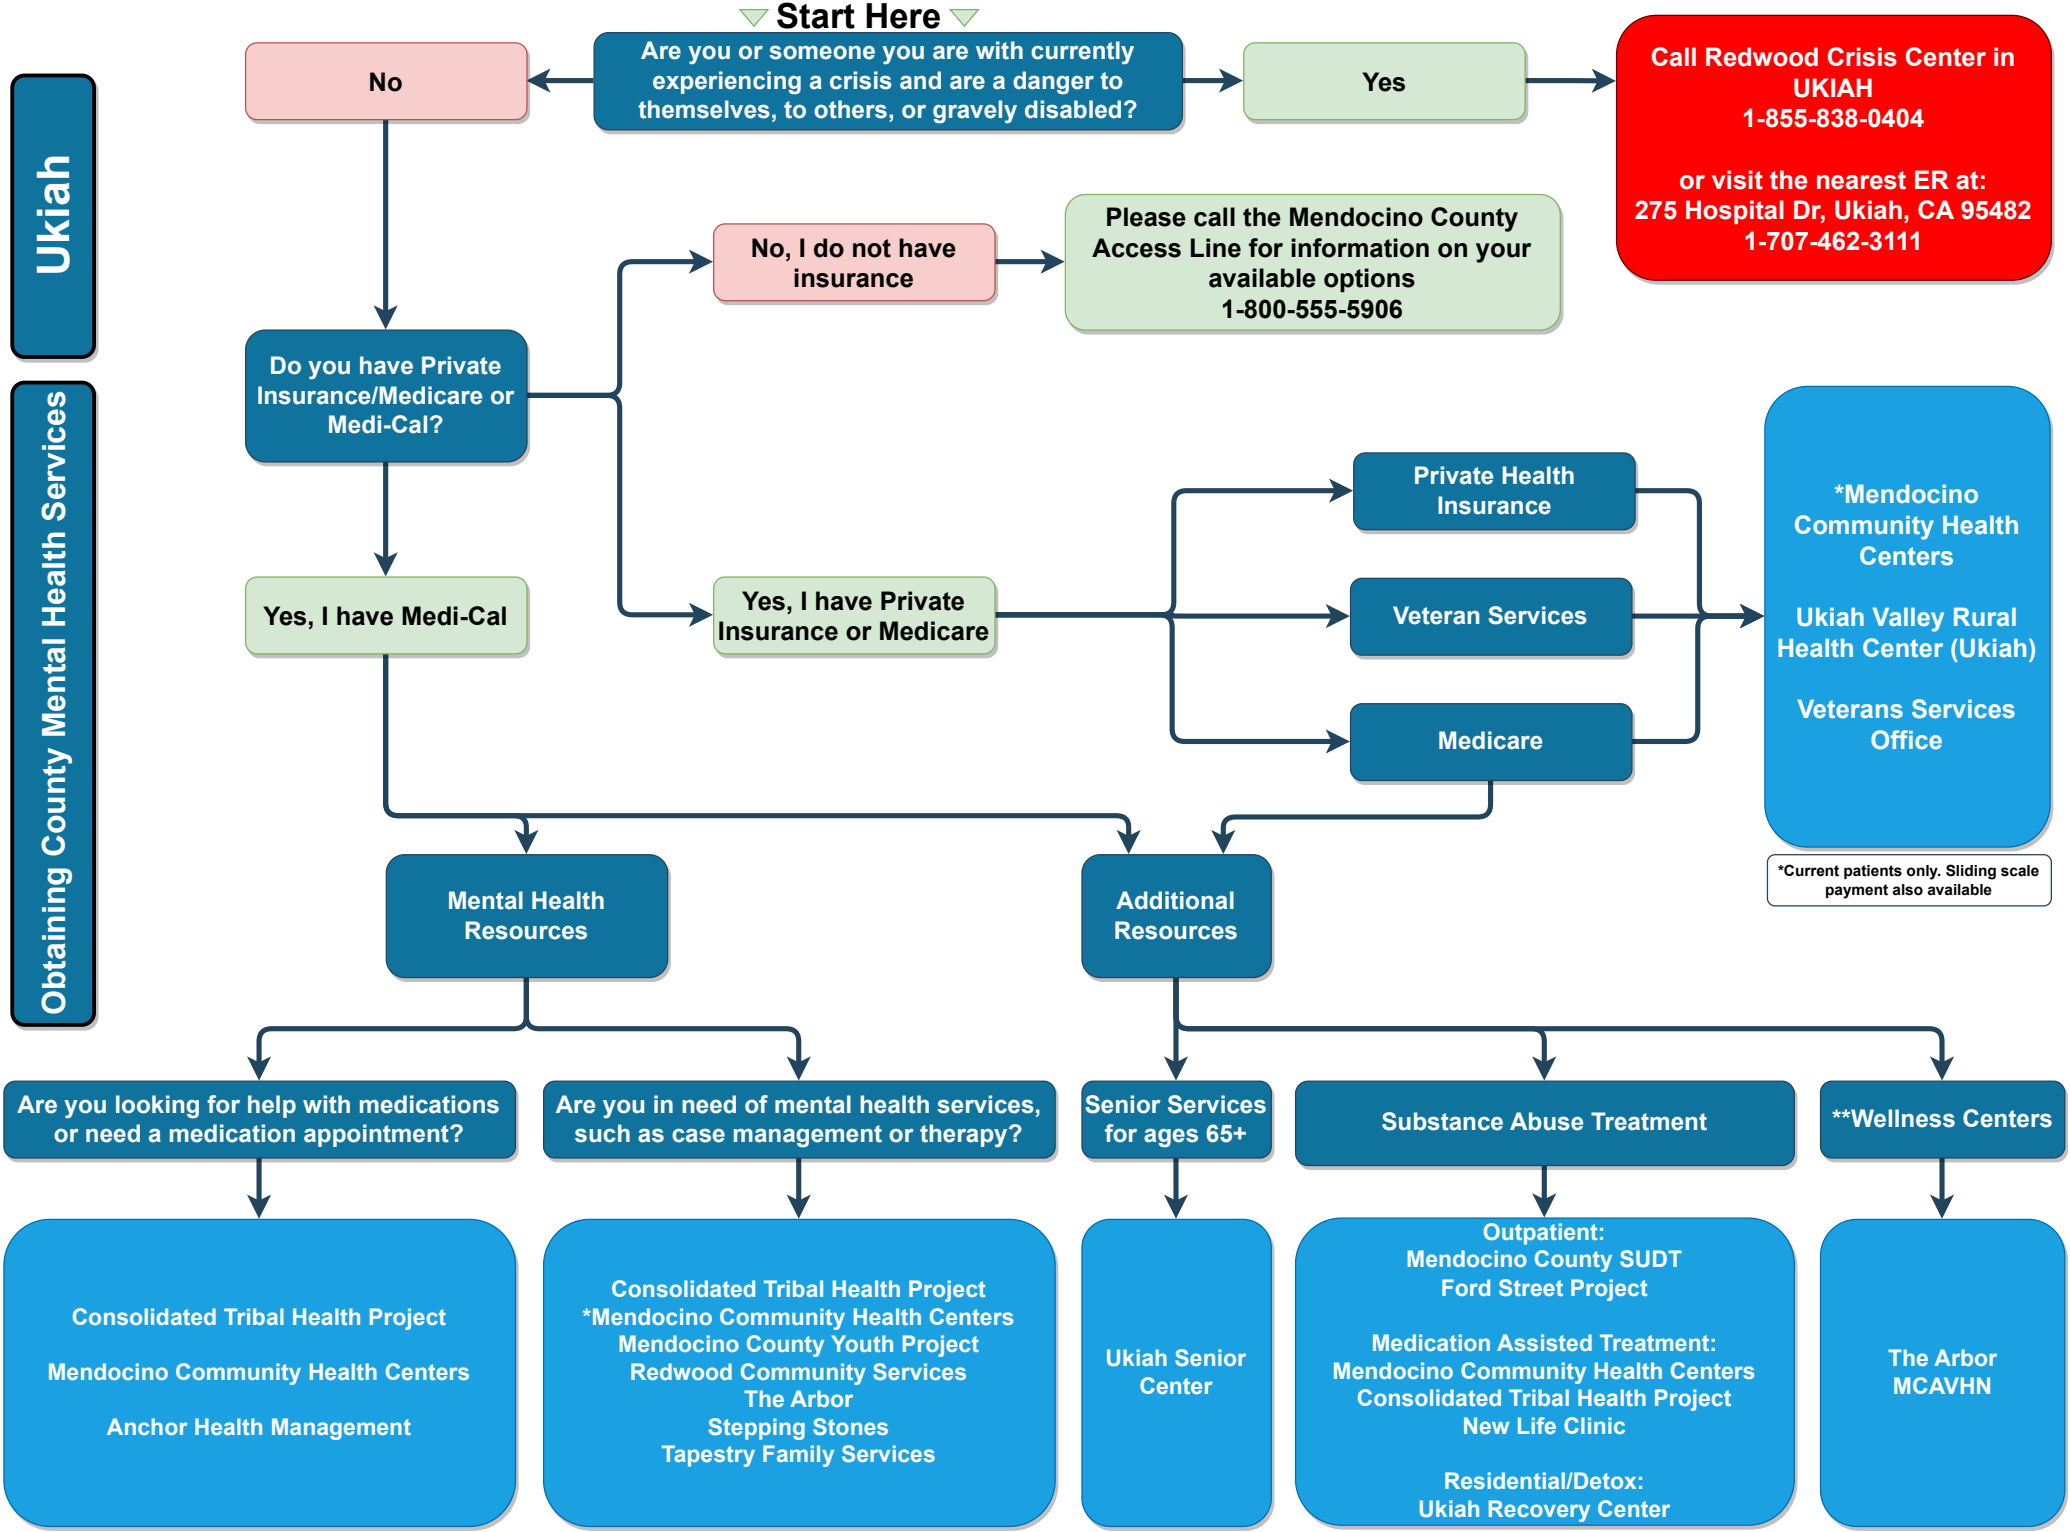 Start Here
Are you or someone you are with currently
experiencing a crisis and are a danger to
themselves, to others, or gravely disabled?
No
Yes
Call Redwood Crisis Center in
UKIAH
1-855-838-0404
or visit the nearest ER at:
275 Hospital Dr, Ukiah, CA 95482
1-707-462-3111
Ukiah
Obtaining County Mental Health Services
No, I do not have
insurance
Please call the Mendocino County
Access Line for information on your
available options
1-800-555-5906
Do you have Private
Insurance/Medicare or
Medi-Cal?
Yes, I have Medi-Cal
Yes, I have Private
Insurance or Medicare
Private Health
Insurance
Veteran Services
Medicare
*Mendocino
Community Health
Centers
Ukiah Valley Rural
Health Center (Ukiah)
Veterans Services
Office
*Current patients only. Sliding scale
payment also available
Mental Health
Resources
Additional
Resources
Are you looking for help with medications
or need a medication appointment?
Are you in need of mental health services,
such as case management or therapy?
Senior Services
for ages 65+
Substance Abuse Treatment
**Wellness Centers
Consolidated Tribal Health Project
Mendocino Community Health Centers
Anchor Health Management
Consolidated Tribal Health Project
*Mendocino Community Health Centers
Mendocino County Youth Project
Redwood Community Services
The Arbor
Stepping Stones
Tapestry Family Services
Ukiah Senior
Center
Outpatient:
Mendocino County SUDT
Ford Street Project
Medication Assisted Treatment:
Mendocino Community Health Centers
Consolidated Tribal Health Project
New Life Clinic
Residential/Detox:
Ukiah Recovery Center
The Arbor
MCAVHN